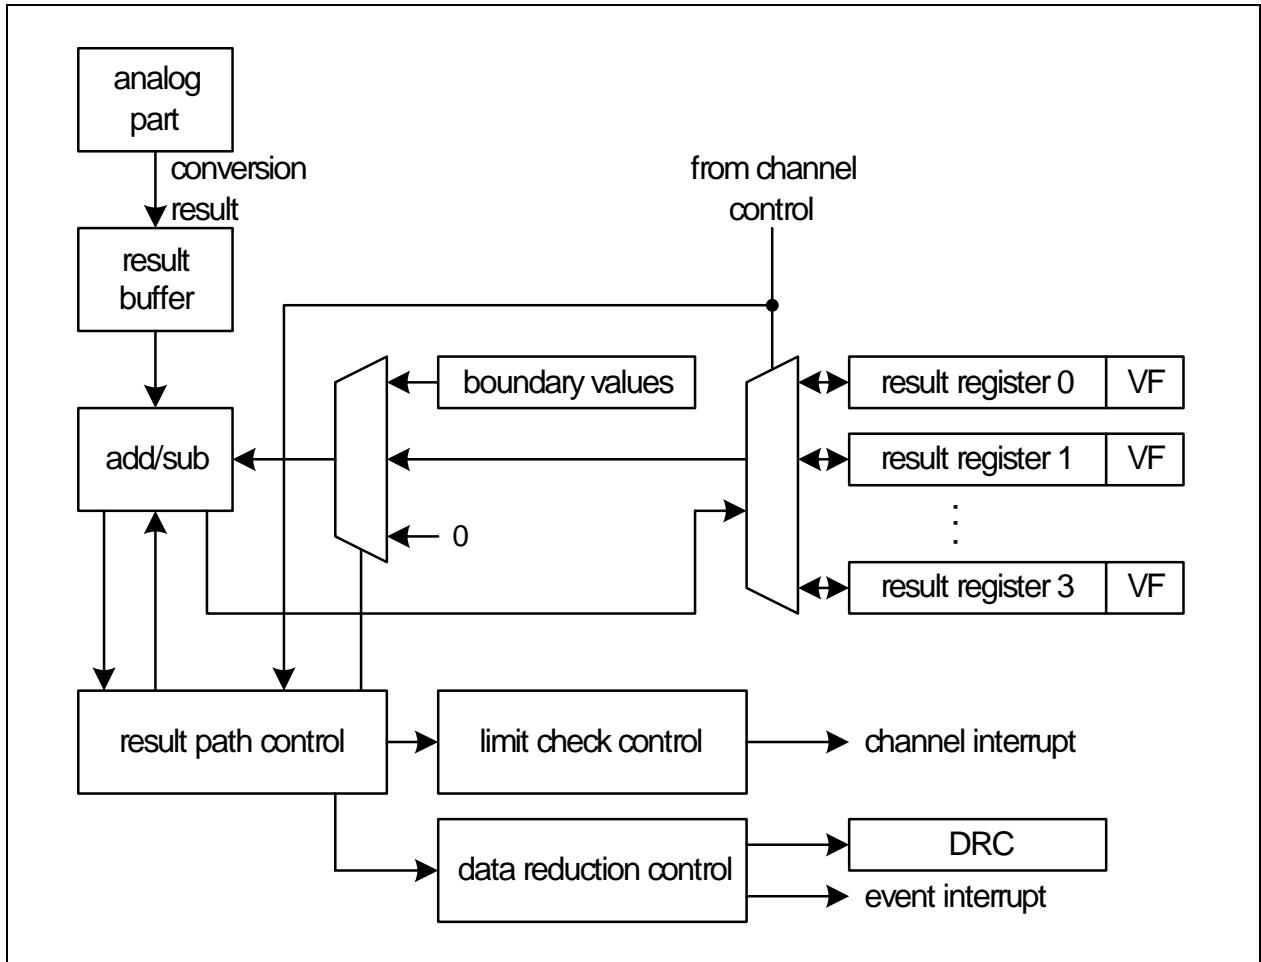 analog
part
conversion
result
from channel
control
result
buffer
boundary values
result register 0 VF
add/sub
result register 1 VF
0
result register 3 VF
result path control
limit check control
channel interrupt
data reduction control
DRC
event interrupt